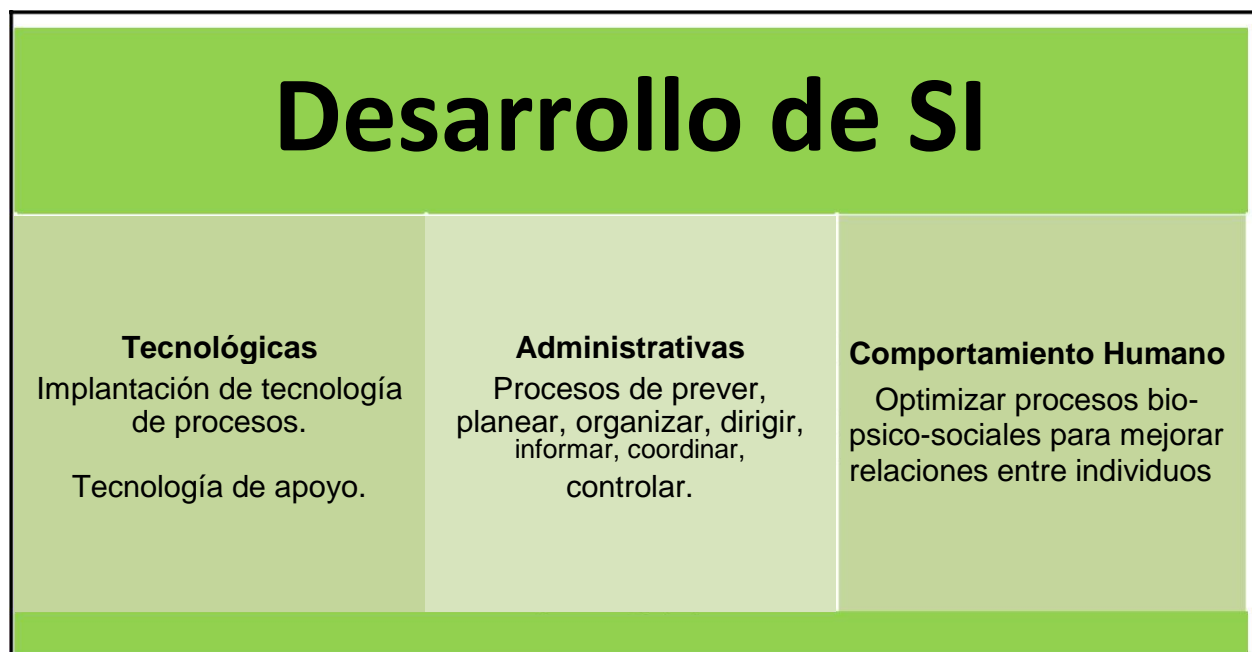 Desarrollo de SI
Tecnológicas
Implantación de tecnología
de procesos.
Tecnología de apoyo.
Administrativas
Procesos de prever,
planear, organizar, dirigir,
informar, coordinar,
controlar.
Comportamiento Humano
Optimizar procesos bio-
psico-sociales para mejorar
relaciones entre individuos